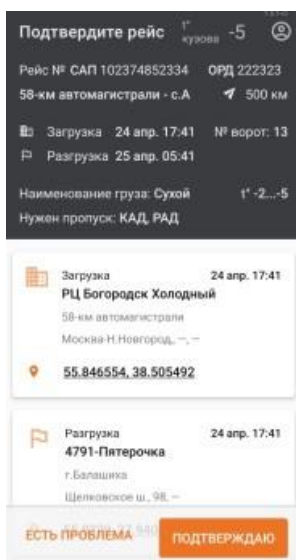 Подтвердите рейс t° кузова -5
Рейс № САП 102374852334 ОРД 222323
58-км автомагистрали - с.А 500 км
Загрузка 24 апр. 17:41 № ворот: 13
Разгрузка 25 апр. 05:41
Наименование груза: Сухой t° -2...-5
Нужен пропуск: КАД, РАД
Загрузка 24 апр. 17:41
РЦ Богородск Холодный
58-км автомагистрали
Москва-Н.Новгород, —, —
55.846554, 38.505492
Разгрузка 24 апр. 17:41
4791-Пятерочка
г.Балашиха
Щелковское ш., 98, —
ЕСТЬ ПРОБЛЕМА ПОДТВЕРЖДАЮ